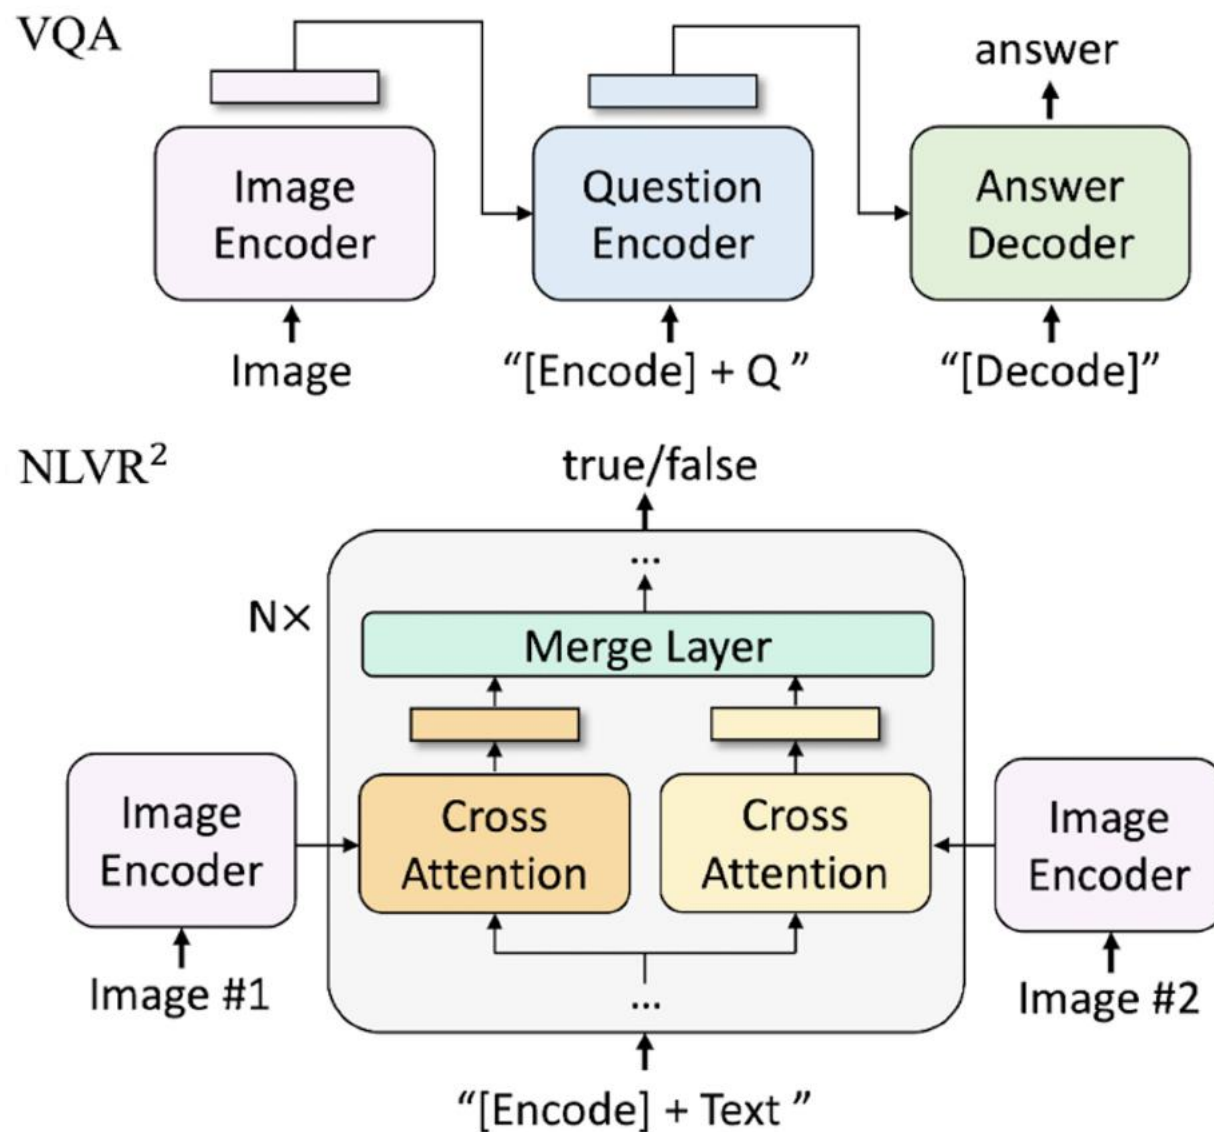 VQA
answer
Image
Encoder
Question
Encoder
Answer
Decoder
Image
“[Encode] + Q ”
“[Decode]”
NLVR²
true/false
...
N×
Merge Layer
Image
Encoder
Cross
Attention
Cross
Attention
Image
Encoder
Image #1
...
Image #2
“[Encode] + Text ”